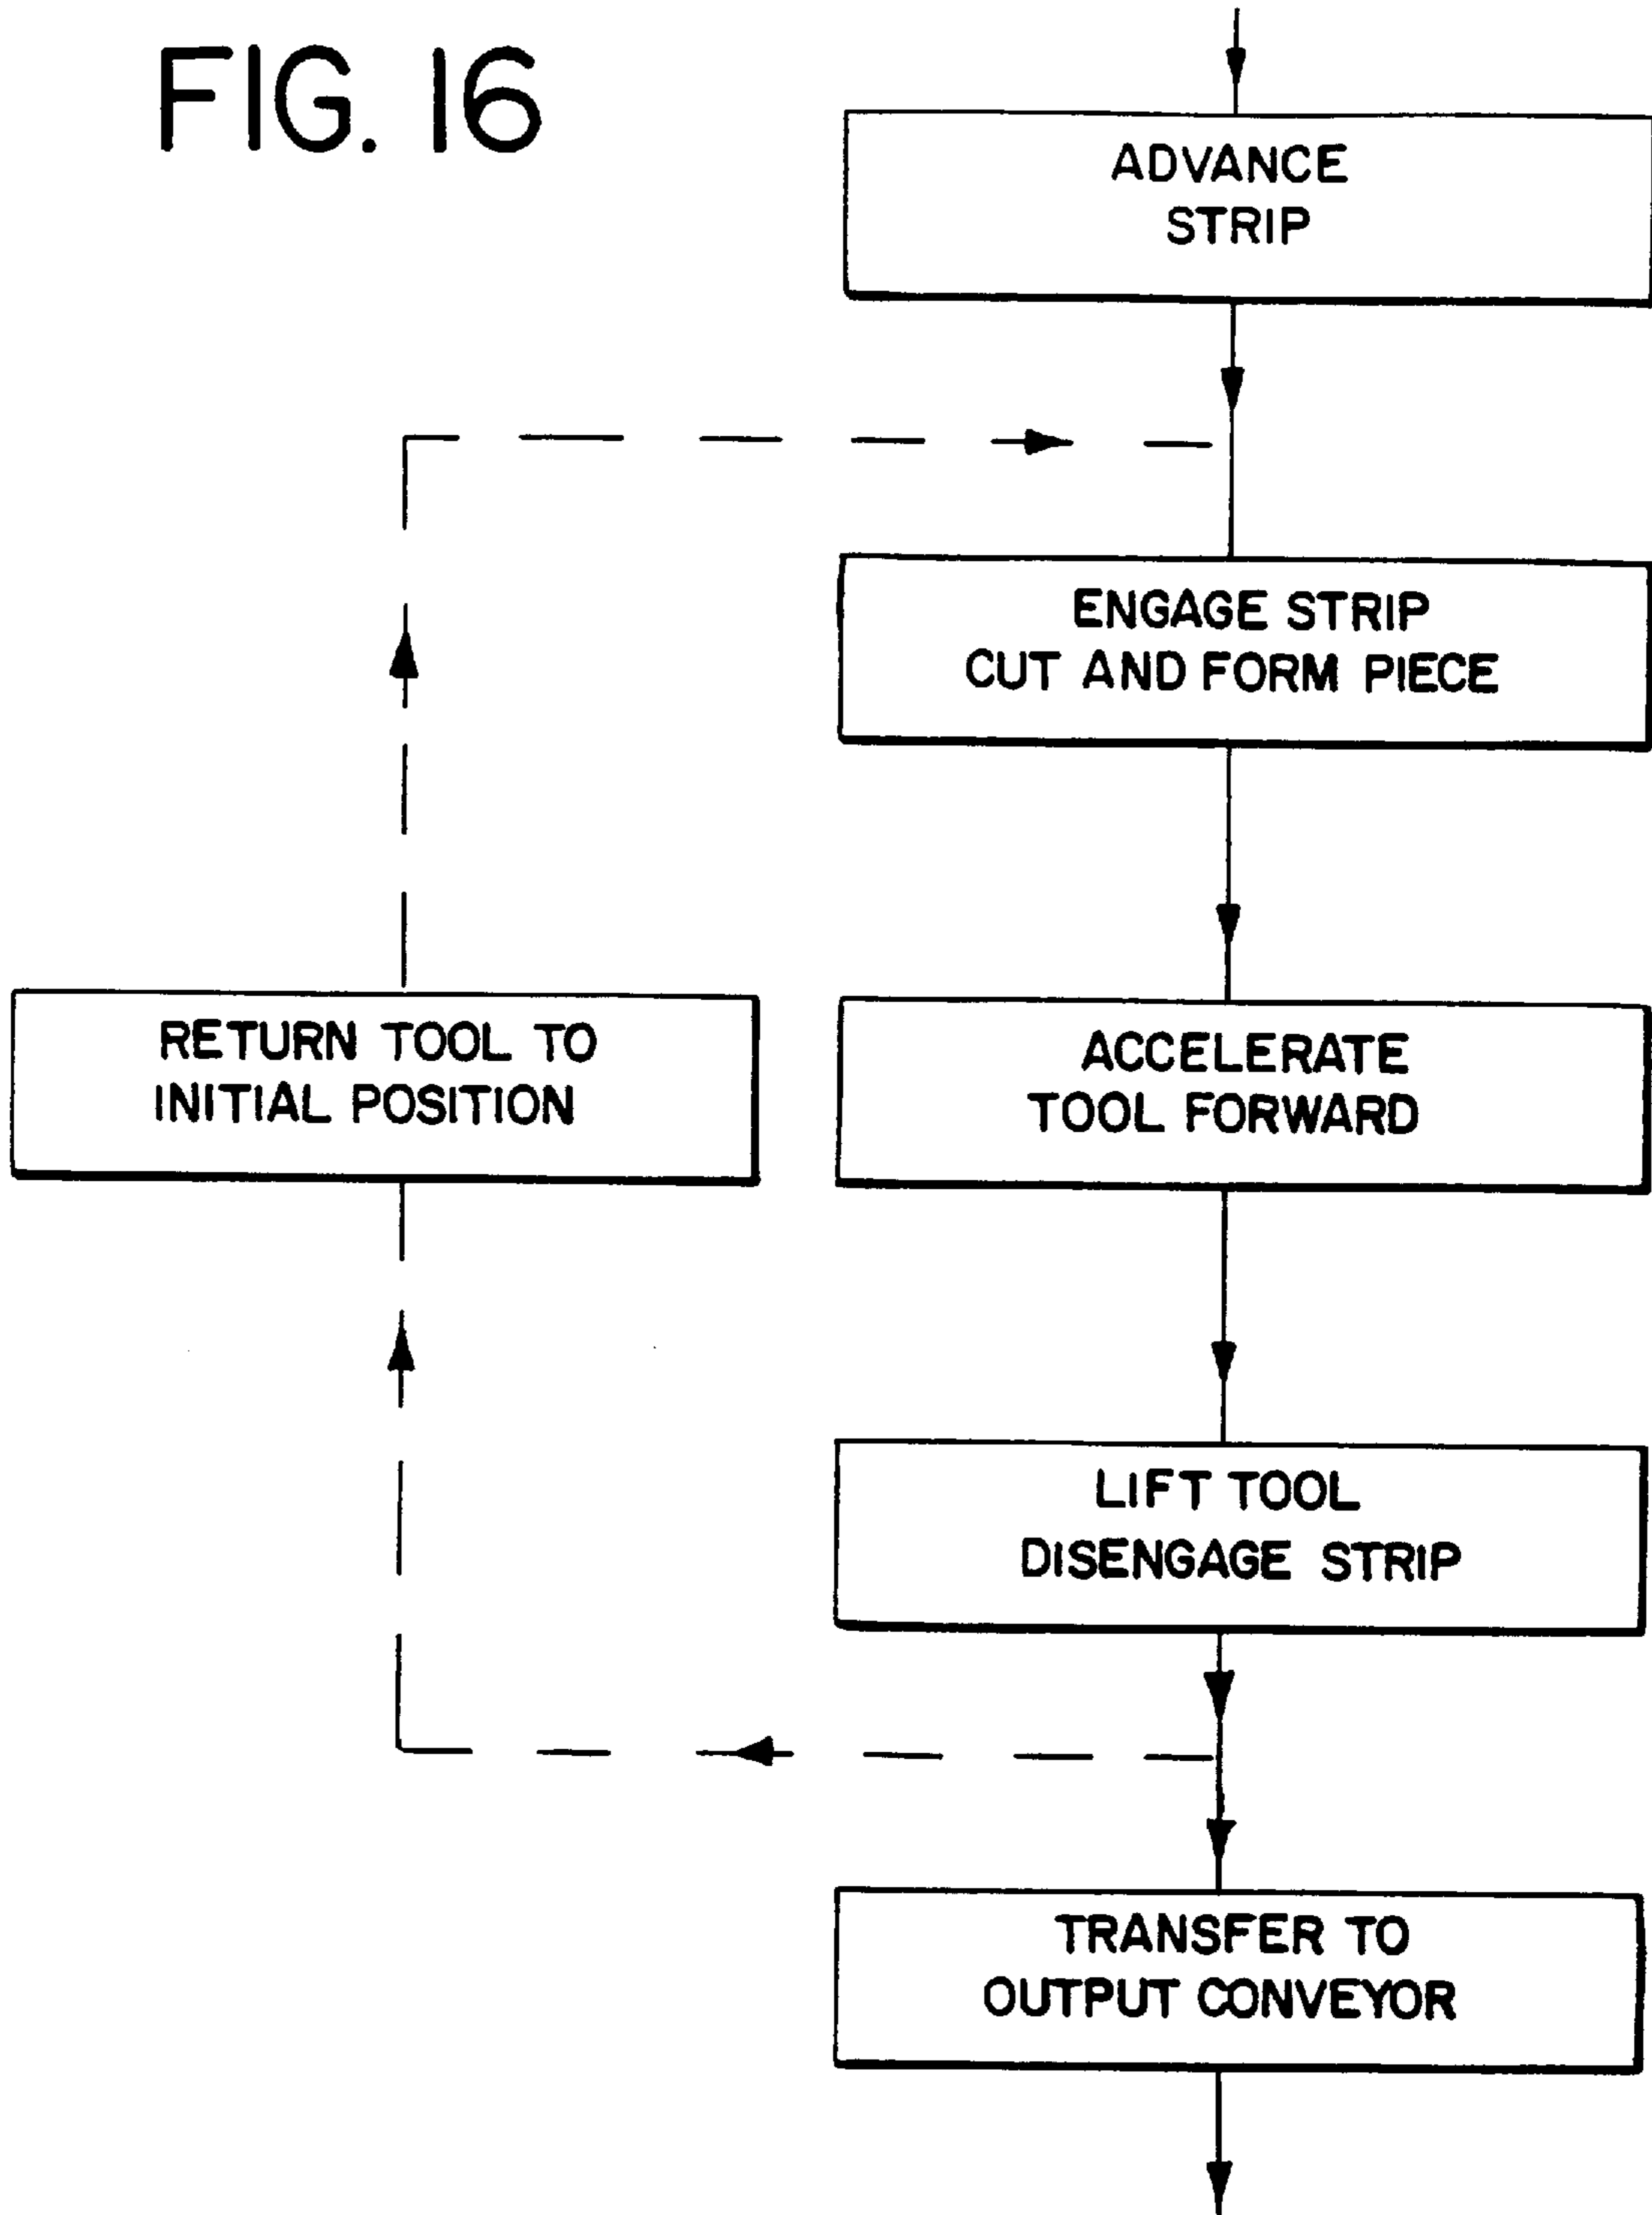 FIG. 16
ADVANCE
STRIP
ENGAGE STRIP
CUT AND FORM PIECE
RETURN TOOL TO
INITIAL POSITION
ACCELERATE
TOOL FORWARD
LIFT TOOL
DISENGAGE STRIP
TRANSFER TO
OUTPUT CONVEYOR